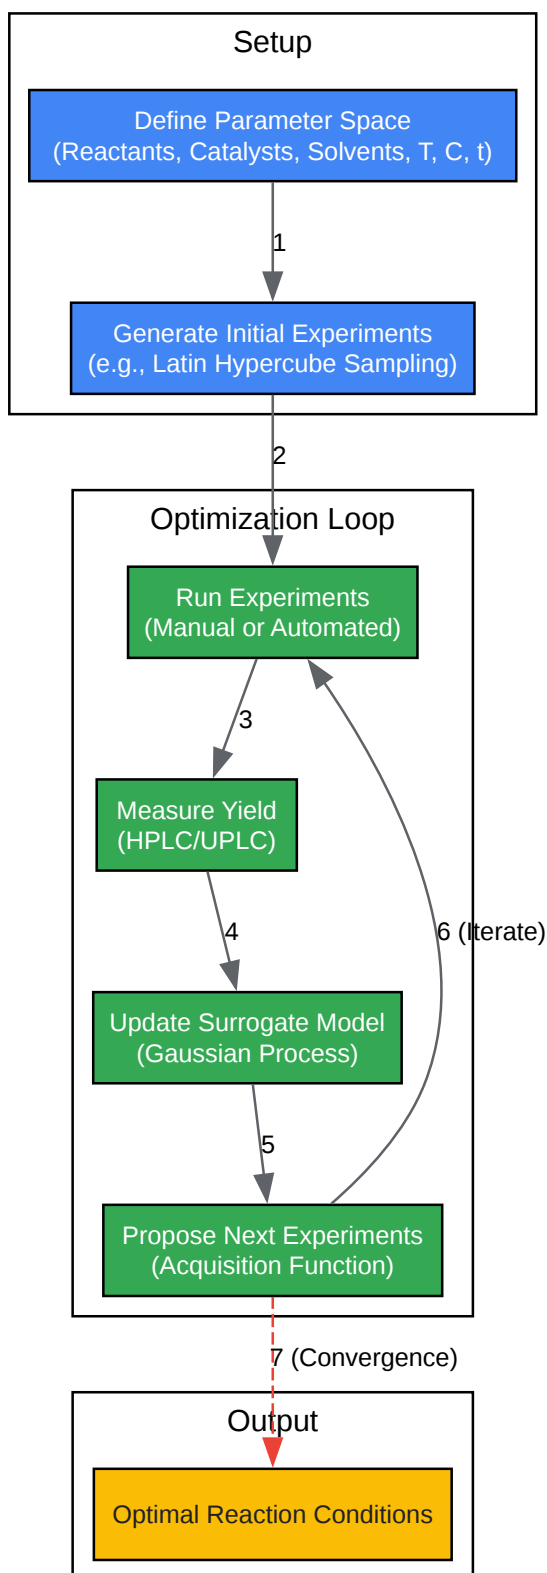 Setup
Define Parameter Space
(Reactants, Catalysts, Solvents, T, C, t)
1
Generate Initial Experiments
(e.g., Latin Hypercube Sampling)
2
Optimization Loop
Run Experiments
(Manual or Automated)
3
Measure Yield
(HPLC/UPLC)
4
6 (Iterate)
Update Surrogate Model
(Gaussian Process)
5
Propose Next Experiments
(Acquisition Function)
7 (Convergence)
Output
Optimal Reaction Conditions